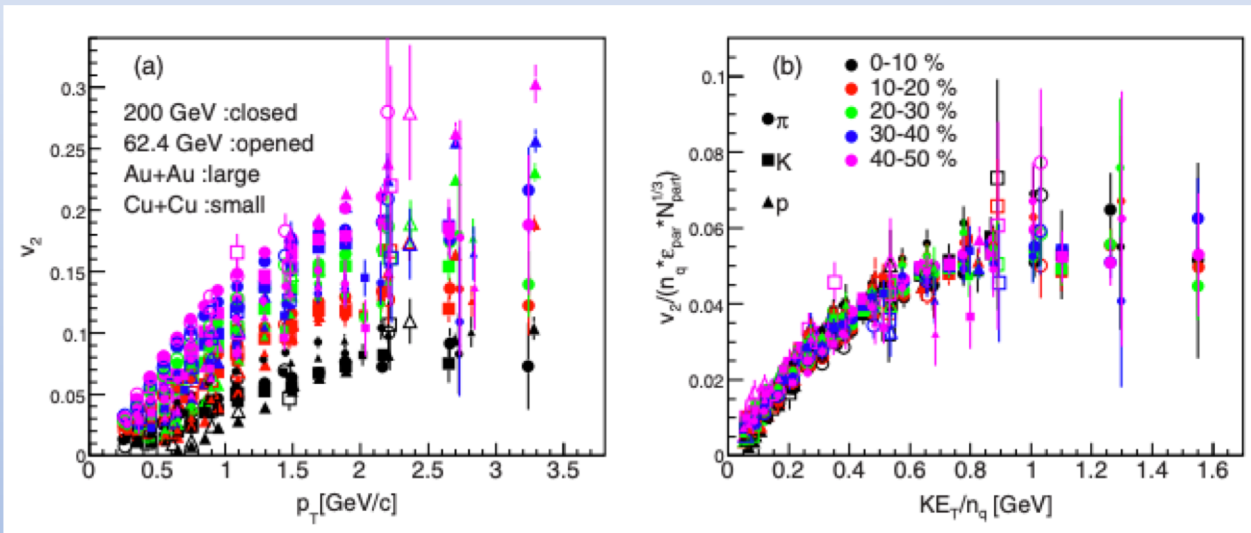 (a)
200 GeV :closed
62.4 GeV :opened
Au+Au :large
Cu+Cu :small
v2
0.3
0.25
0.2
0.15
0.1
0.05
0
0 0.5 1 1.5 2 2.5 3 3.5
pT[GeV/c]
(b)
0-10 %
10-20 %
20-30 %
30-40 %
40-50 %
π
K
p
v2/(nq*εpar*Npart1/3)
0.1
0.08
0.06
0.04
0.02
0
0 0.2 0.4 0.6 0.8 1 1.2 1.4 1.6
KET/nq [GeV]